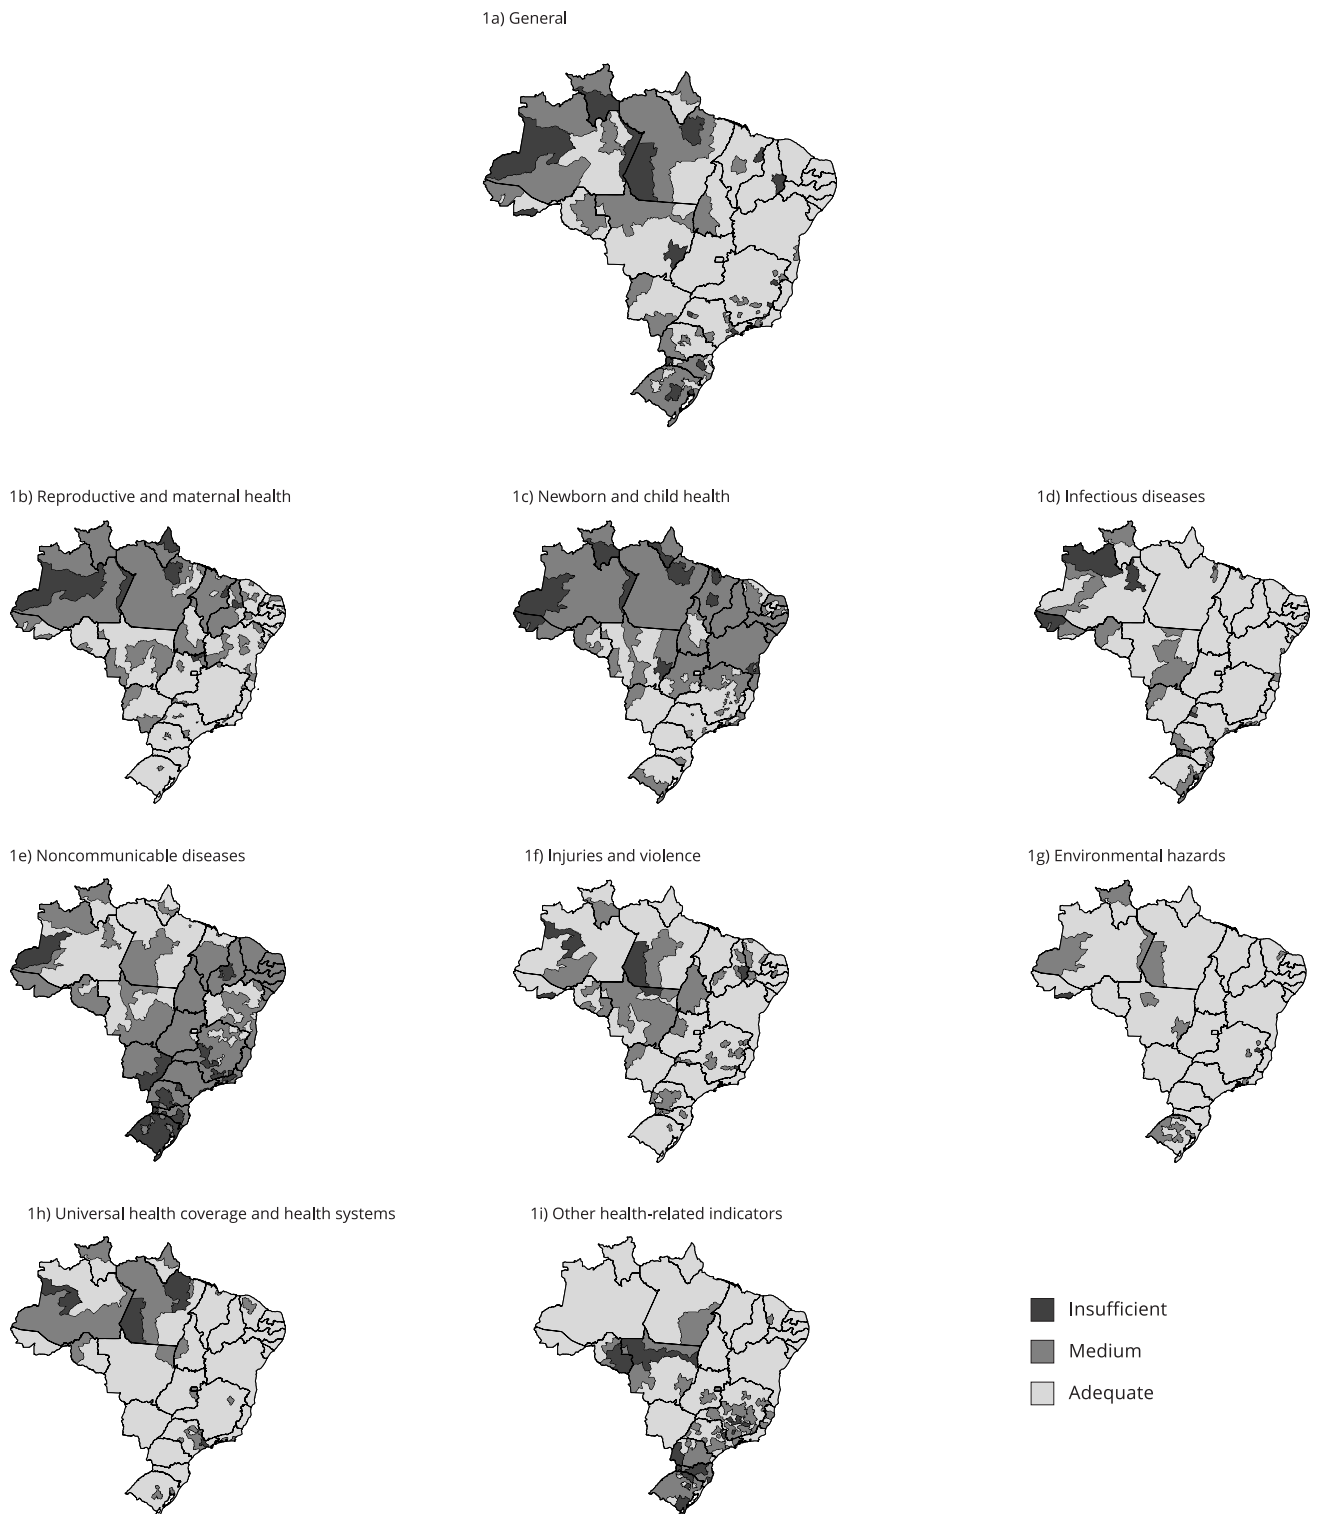 1a) General
1b) Reproductive and maternal health
1c) Newborn and child health
1d) Infectious diseases
1e) Noncommunicable diseases
1f) Injuries and violence
1g) Environmental hazards
1h) Universal health coverage and health systems
1i) Other health-related indicators
Insufficient
Medium
Adequate